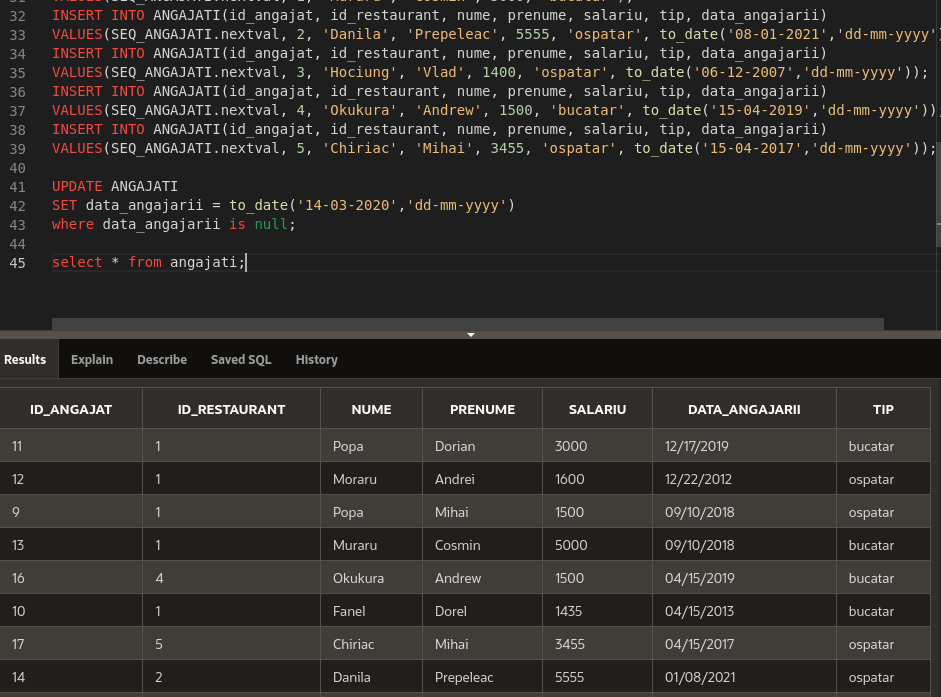 32 INSERT INTO ANGAJATI(id_angajat, id_restaurant, nume, prenume, salariu, tip, data_angajarii)
33 VALUES(SEQ_ANGAJATI.nextval, 2, 'Danila', 'Prepeleac', 5555, 'ospatar', to_date('08-01-2021','dd-mm-yyyy'
34 INSERT INTO ANGAJATI(id_angajat, id_restaurant, nume, prenume, salariu, tip, data_angajarii)
35 VALUES(SEQ_ANGAJATI.nextval, 3, 'Hociung', 'Vlad', 1400, 'ospatar', to_date('06-12-2007','dd-mm-yyyy'));
36 INSERT INTO ANGAJATI(id_angajat, id_restaurant, nume, prenume, salariu, tip, data_angajarii)
37 VALUES(SEQ_ANGAJATI.nextval, 4, 'Okukura', 'Andrew', 1500, 'bucatar', to_date('15-04-2019','dd-mm-yyyy'))
38 INSERT INTO ANGAJATI(id_angajat, id_restaurant, nume, prenume, salariu, tip, data_angajarii)
39 VALUES(SEQ_ANGAJATI.nextval, 5, 'Chiriac', 'Mihai', 3455, 'ospatar', to_date('15-04-2017','dd-mm-yyyy'));
40
41 UPDATE ANGAJATI
42 SET data_angajarii = to_date('14-03-2020','dd-mm-yyyy')
43 where data_angajarii is null;
44
45 select * from angajati;
Results Explain Describe Saved SQL History
ID_ANGAJAT ID_RESTAURANT NUME PRENUME SALARIU DATA_ANGAJARII TIP
11 1 Popa Dorian 3000 12/17/2019 bucatar
12 1 Moraru Andrei 1600 12/22/2012 ospatar
9 1 Popa Mihai 1500 09/10/2018 ospatar
13 1 Muraru Cosmin 5000 09/10/2018 bucatar
16 4 Okukura Andrew 1500 04/15/2019 bucatar
10 1 Fanel Dorel 1435 04/15/2013 bucatar
17 5 Chiriac Mihai 3455 04/15/2017 ospatar
14 2 Danila Prepeleac 5555 01/08/2021 ospatar